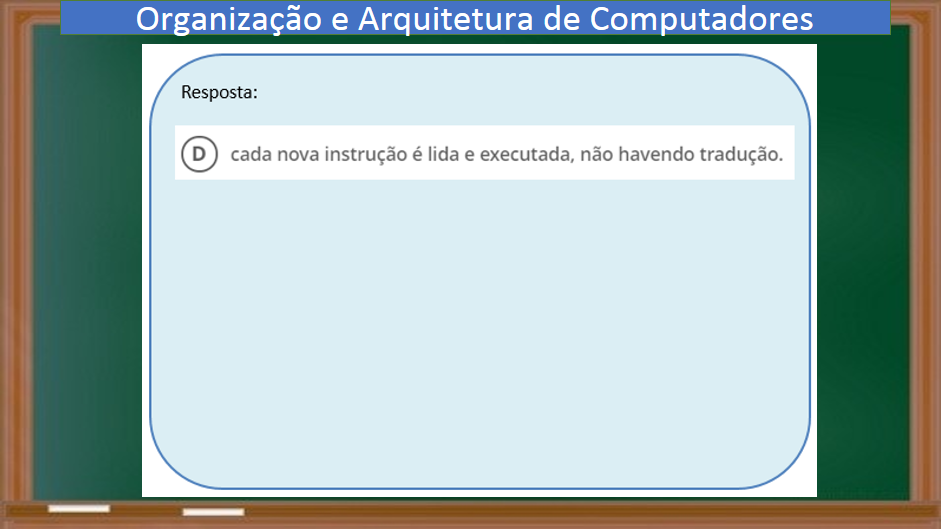 Organização e Arquitetura de Computadores
Resposta:
D cada nova instrução é lida e executada, não havendo tradução.